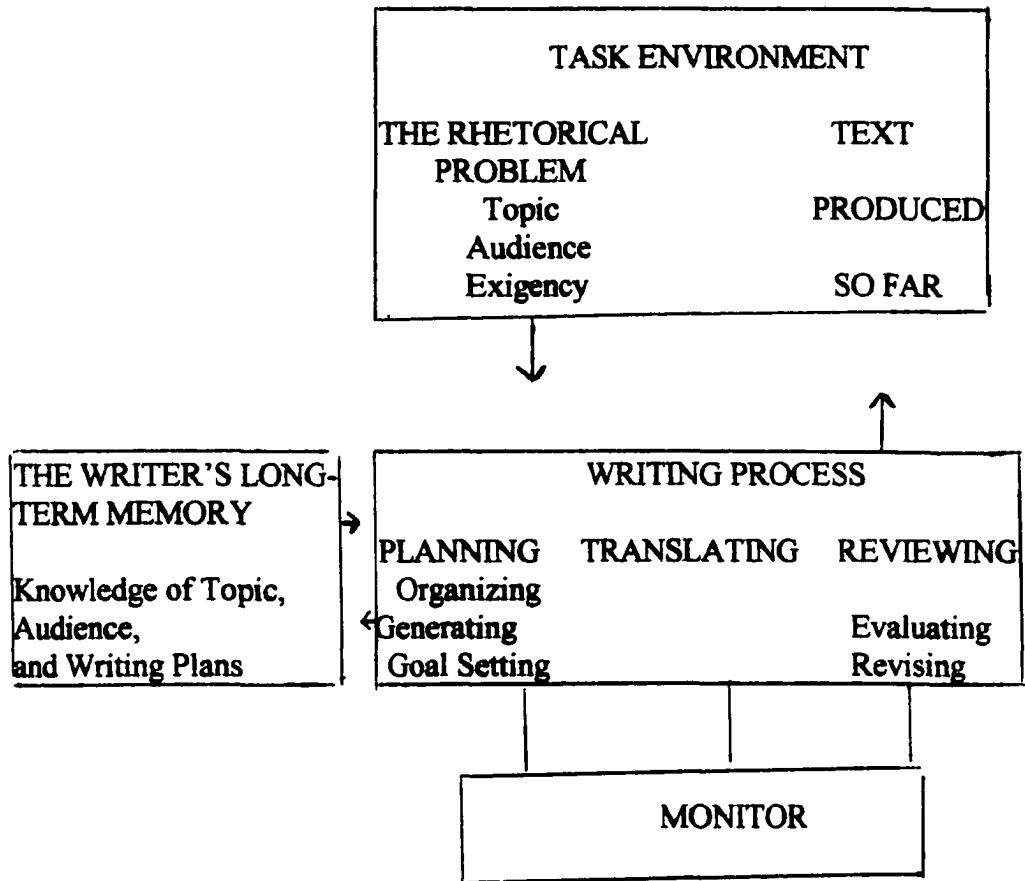 TASK ENVIRONMENT
THE RHETORICAL PROBLEM
Topic
Audience
Exigency
TEXT
PRODUCED
SO FAR
THE WRITER'S LONG-
TERM MEMORY
Knowledge of Topic,
Audience,
and Writing Plans
WRITING PROCESS
PLANNING
Organizing
Generating
Goal Setting
TRANSLATING
REVIEWING
Evaluating
Revising
MONITOR